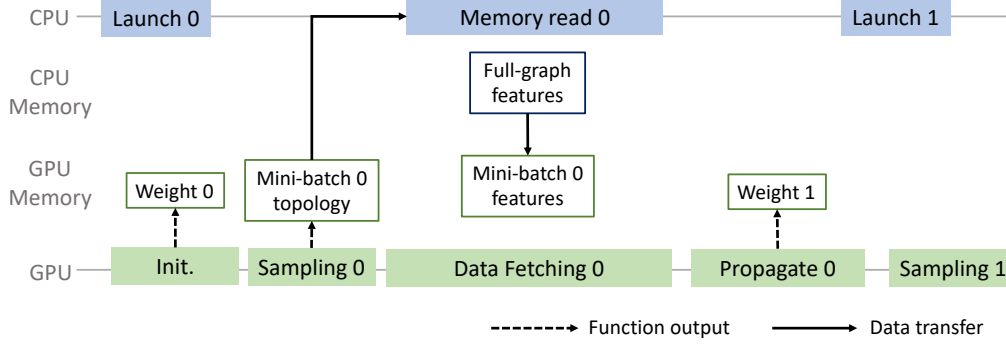 CPU
Launch 0
Memory read 0
Launch 1
CPU
Memory
Full-graph
features
GPU
Memory
Weight 0
Mini-batch 0
topology
Mini-batch 0
features
Weight 1
GPU
Init.
Sampling 0
Data Fetching 0
Propagate 0
Sampling 1
Function output
Data transfer